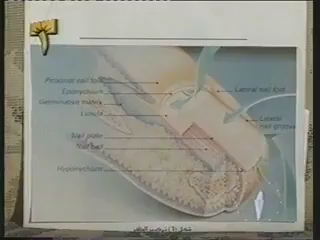 Proximal nail fold
Eponychium
Germinative matrix
Lunula
Nail plate
Nail bed
Hyponychium
Lateral nail fold
Lateral
nail groove